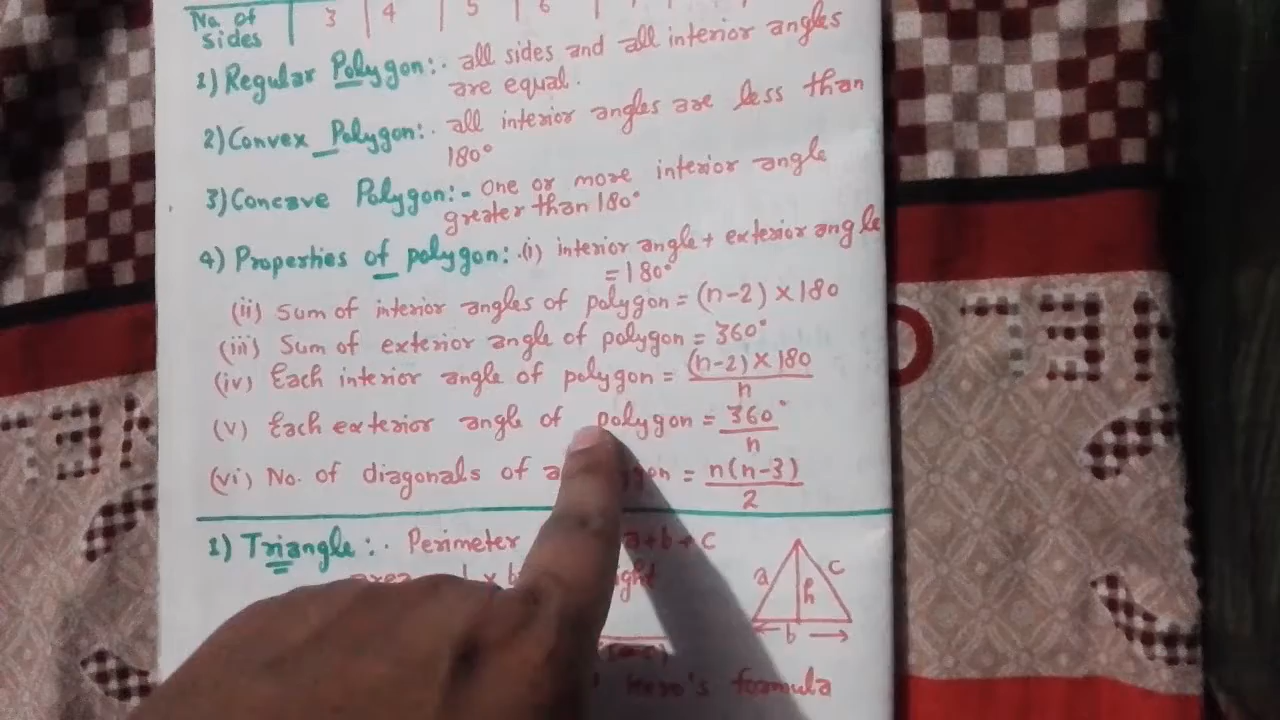 No. of sides 3 4 5 6
1) Regular Polygon:- all sides and all interior angles
are equal.
2) Convex Polygon:- all interior angles are less than
180°
3) Concave Polygon:- One or more interior angle
greater than 180°
4) Properties of polygon:- (i) interior angle + exterior angle
= 180°
(ii) Sum of interior angles of polygon = (n-2) × 180
(iii) Sum of exterior angle of polygon = 360°
(iv) Each interior angle of polygon = (n-2) × 180 / n
(v) Each exterior angle of polygon = 360° / n
(vi) No. of diagonals of = n(n-3) / 2
1) Triangle:- Perimeter a+b+c
a c
h
b
Hero's formula